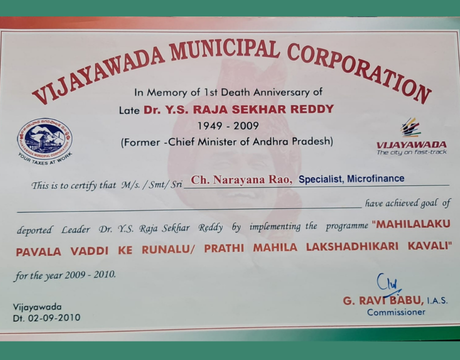 VIJAYAWADA MUNICIPAL CORPORATION
In Memory of 1st Death Anniversary of
Late Dr. Y.S. RAJA SEKHAR REDDY
1949 - 2009
(Former -Chief Minister of Andhra Pradesh)
YOUR TAXES AT WORK
VIJAYAWADA
The city on fast-track
This is to certify that M/s. / Smt/ Sri Ch. Narayana Rao, Specialist, Microfinance
have achieved goal of
deported Leader Dr. Y.S. Raja Sekhar Reddy by implementing the programme "MAHILALAKU
PAVALA VADDI KE RUNALU/ PRATHI MAHILA LAKSHADHIKARI KAVALI"
for the year 2009 - 2010.
Vijayawada
Dt. 02-09-2010
G. RAVI BABU, I.A.S.
Commissioner